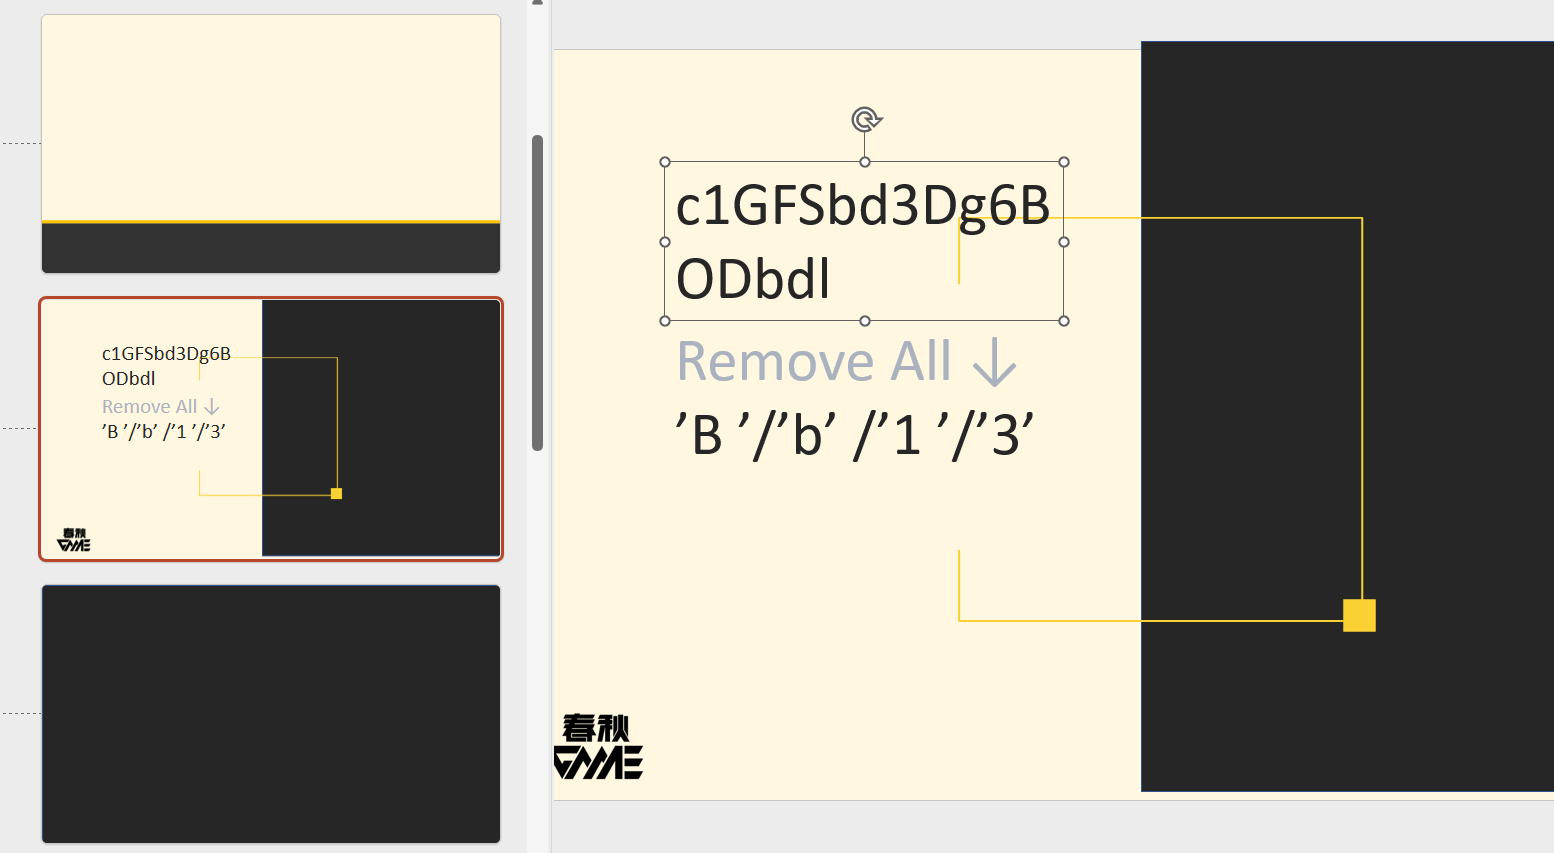 c1GFSbd3Dg6B
ODbdl
Remove All ↓
’B ’/’b’ /’1 ’/’3’
春秋
GAME
c1GFSbd3Dg6B
ODbdl
Remove All ↓
’B ’/’b’ /’1 ’/’3’
春秋
GAME